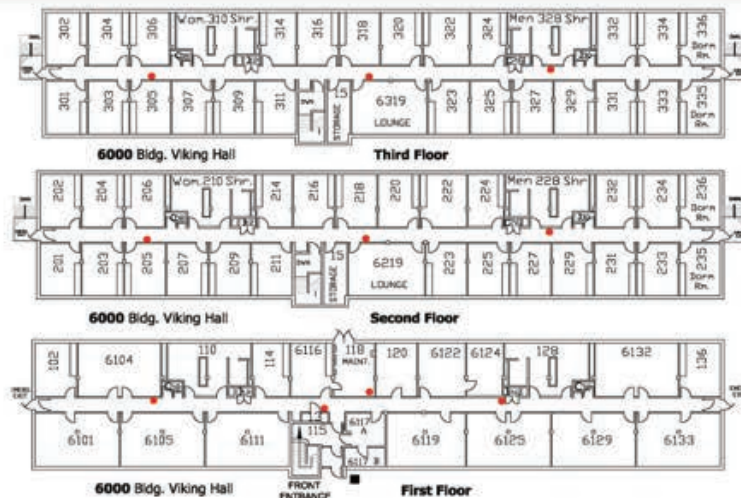 302 304 306 Wom.310 Shr. 314 316 318 320 322 324 Men 328 Shr 332 334 336 Dorm Rm.
301 303 305 307 309 311 DWN STORAGE 15 6319 LOUNGE 323 325 327 329 331 333 335 Dorm Rm.
6000 Bldg. Viking Hall Third Floor
202 204 206 Wom.210 Shr. 214 216 218 220 222 224 Men 228 Shr 232 234 236 Dorm Rm.
201 203 205 207 209 211 DWN STORAGE 15 6219 LOUNGE 223 225 227 229 231 233 235 Dorm Rm.
6000 Bldg. Viking Hall Second Floor
102 6104 110 114 6116 118 MAINT. 120 6122 6124 128 6132 136
6101 6105 6111 115 6117 A 6117 B 6119 6125 6129 6133
6000 Bldg. Viking Hall FRONT ENTRANCE First Floor